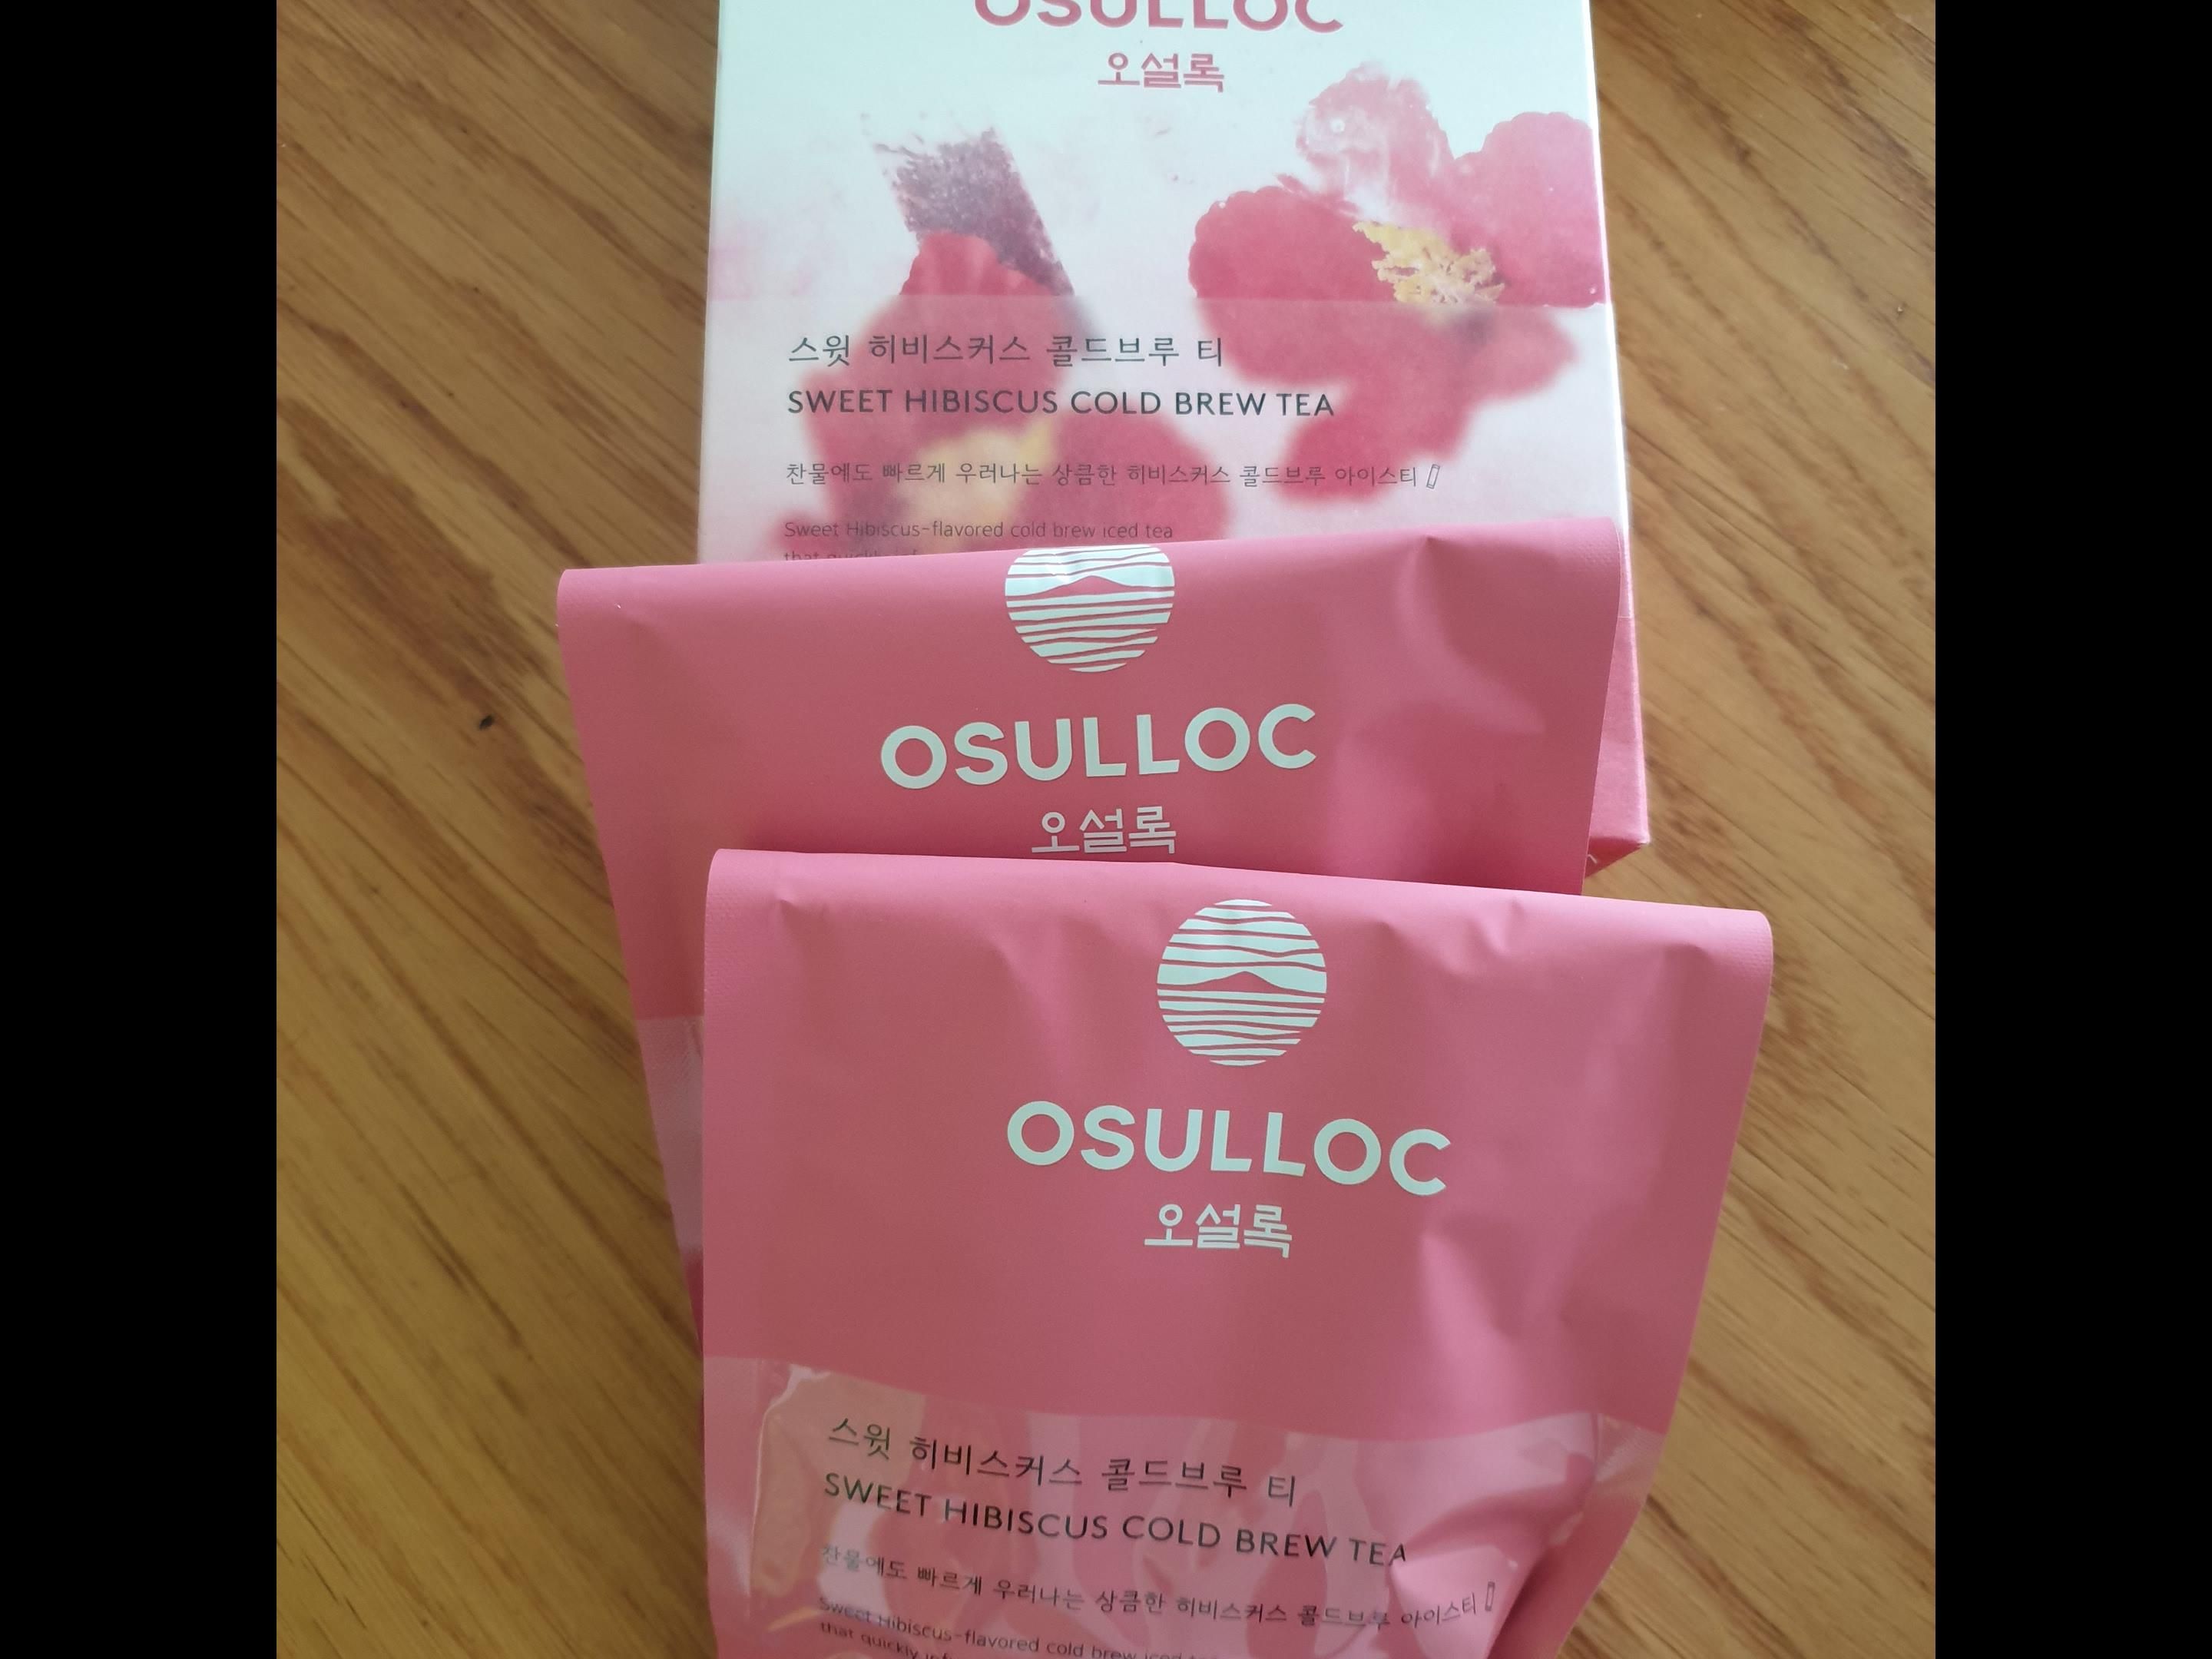 OSULLOC
오설록
스윗 히비스커스 콜드브루 티
SWEET HIBISCUS COLD BREW TEA
찬물에도 빠르게 우러나는 상큼한 히비스커스 콜드브루 아이스티
Sweet Hibiscus-flavored cold brew iced tea
that quickly
OSULLOC
오설록
OSULLOC
오설록
스윗 히비스커스 콜드브루 티
SWEET HIBISCUS COLD BREW TEA
찬물에도 빠르게 우러나는 상큼한 히비스커스 콜드브루 아이스티
Sweet Hibiscus-flavored cold brew iced tea
that quickly